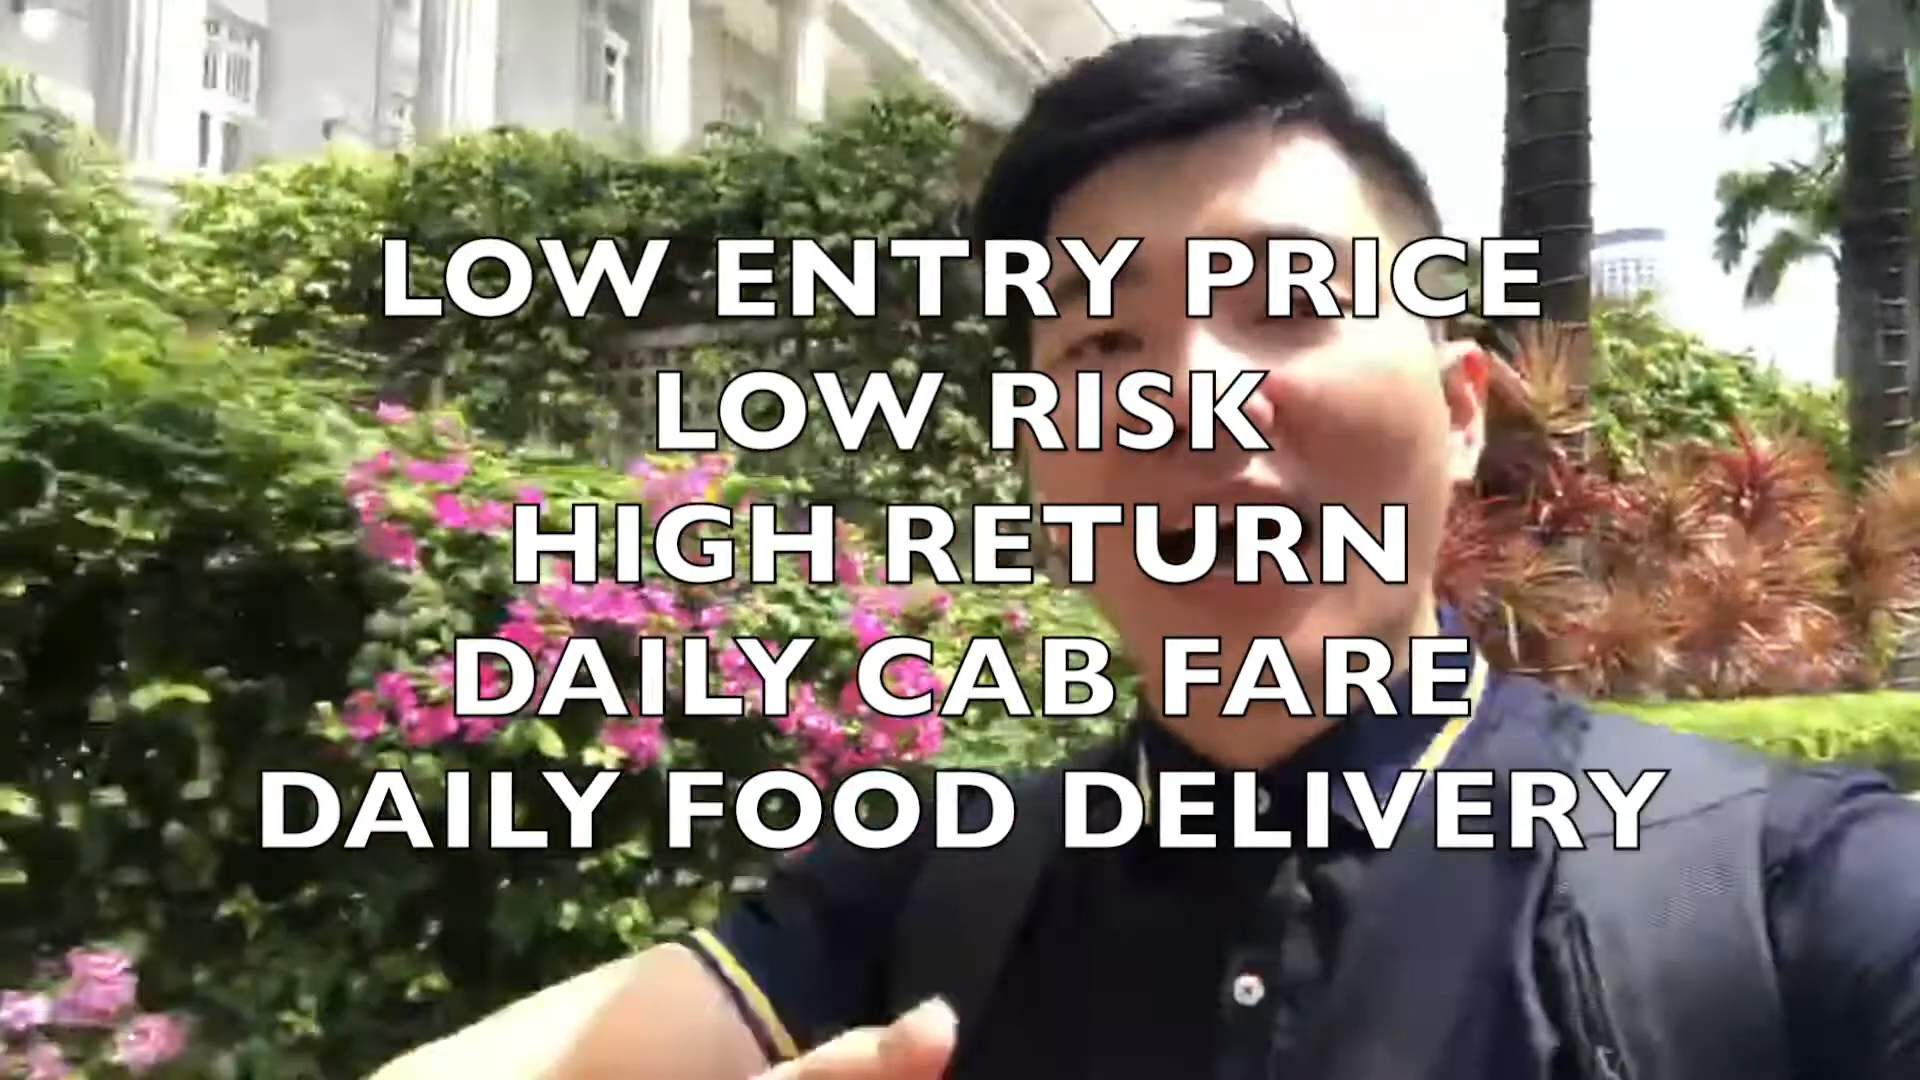 LOW ENTRY PRICE
LOW RISK
HIGH RETURN
DAILY CAB FARE
DAILY FOOD DELIVERY